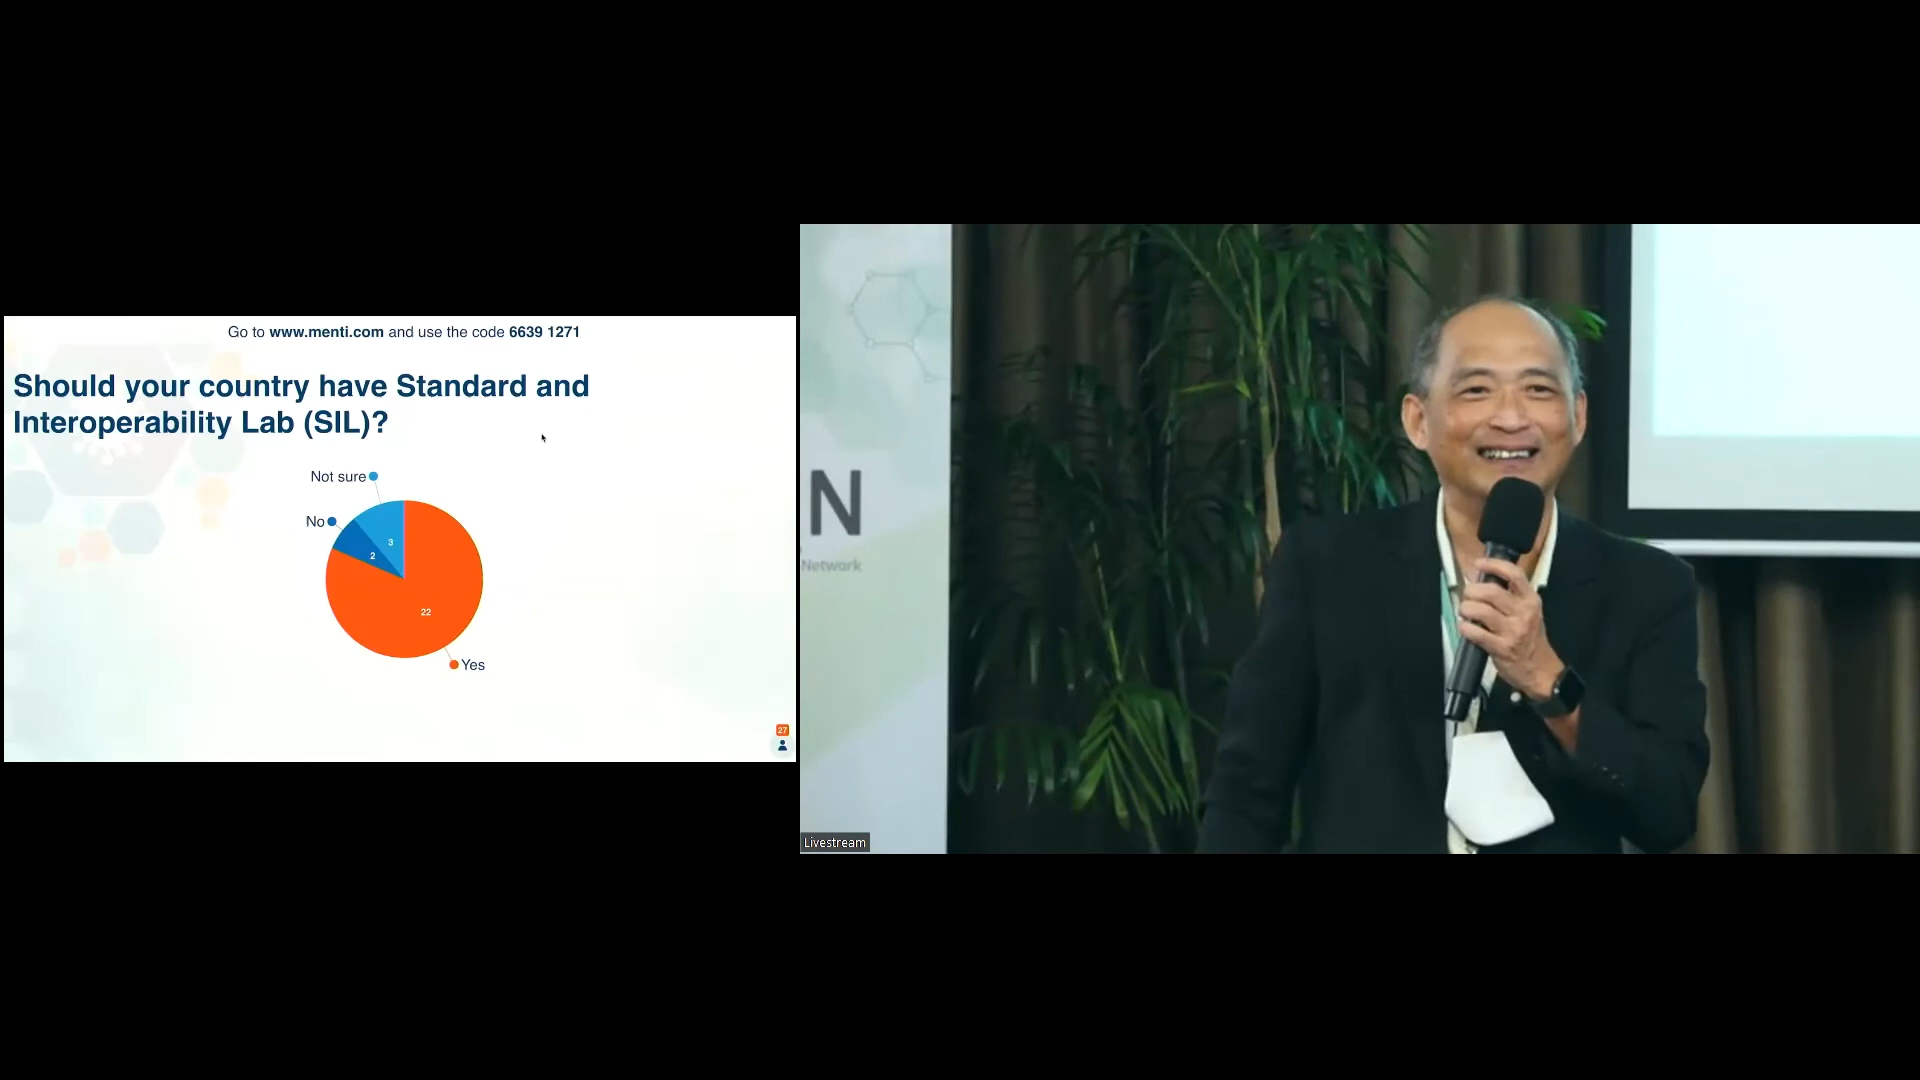 Go to www.menti.com and use the code 6639 1271
Should your country have Standard and
Interoperability Lab (SIL)?
Not sure
No
3
2
22
Yes
27
N
Network
Livestream